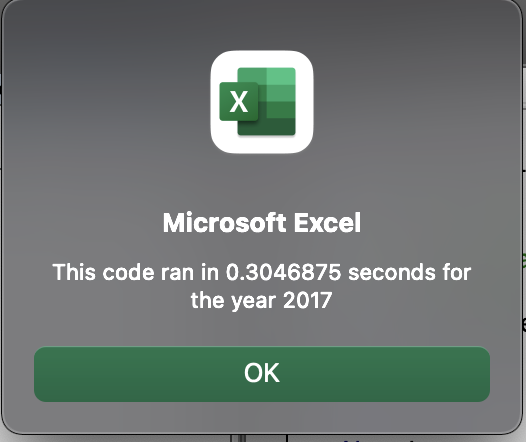 X
Microsoft Excel
This code ran in 0.3046875 seconds for
the year 2017
OK